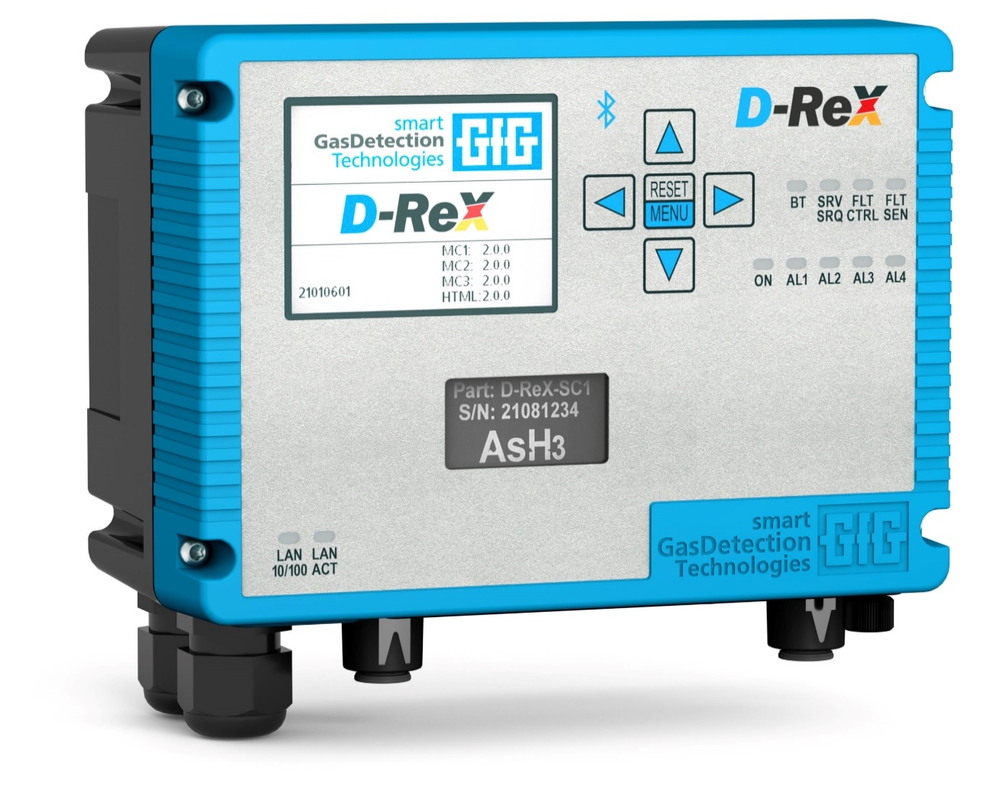 smart
GasDetection
Technologies
GfG
D-ReX
MC1: 2.0.0
MC2: 2.0.0
MC3: 2.0.0
21010601
HTML:2.0.0
RESET
MENU
D-ReX
BT
SRV
SRQ
FLT
CTRL
FLT
SEN
ON
AL1
AL2
AL3
AL4
Part: D-ReX-SC1
S/N: 21081234
AsH3
LAN
10/100
LAN
ACT
smart
GasDetection
Technologies
GfG